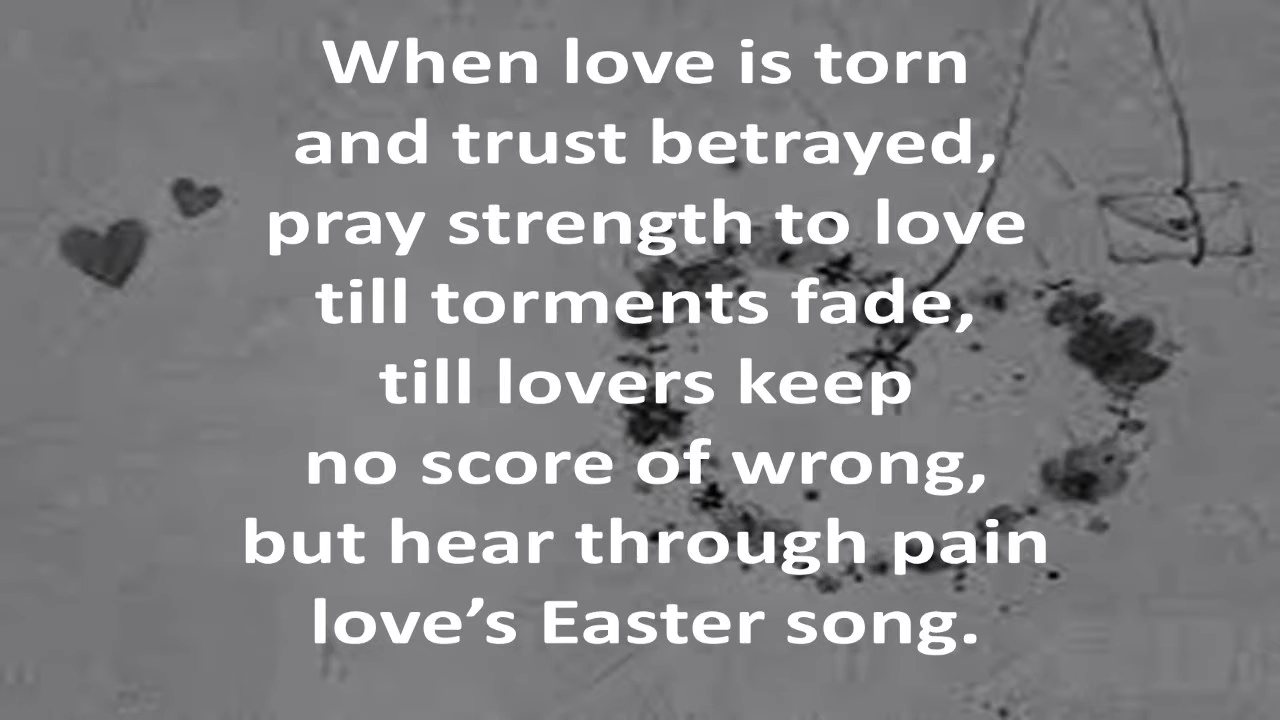 When love is torn
and trust betrayed,
pray strength to love
till torments fade,
till lovers keep
no score of wrong,
but hear through pain
love’s Easter song.